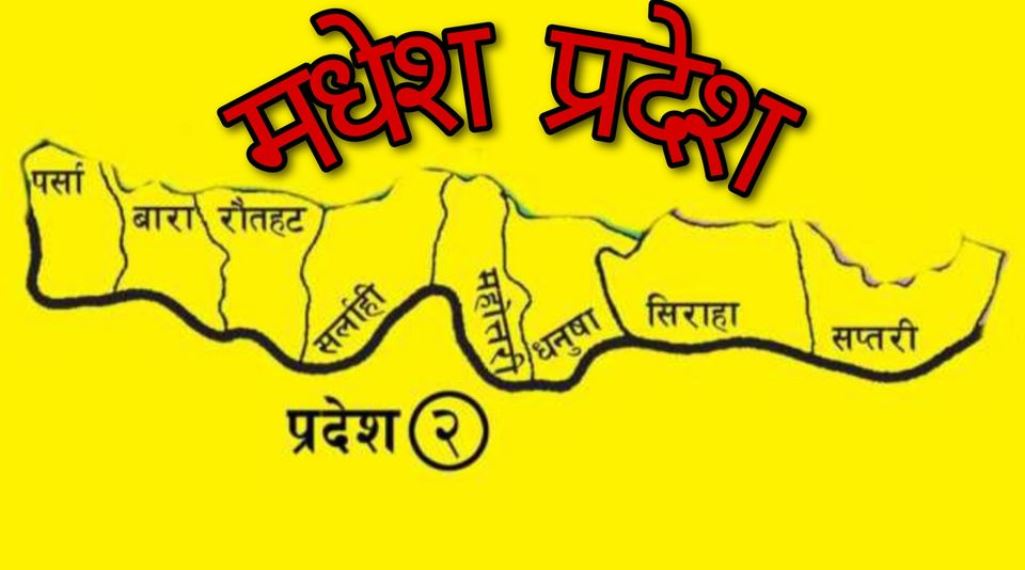 मधेश प्रदेश
पर्सा
बारा
रौतहट
सर्लाही
महोत्तरी
धनुषा
सिराहा
सप्तरी
प्रदेश २